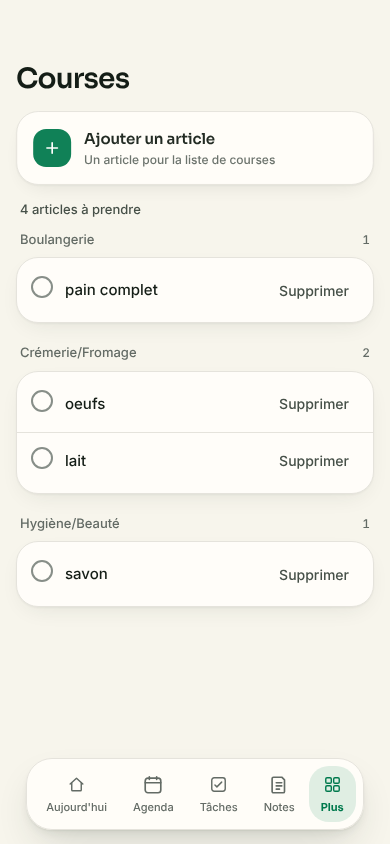 Courses
Ajouter un article
Un article pour la liste de courses
4 articles à prendre
Boulangerie 1
pain complet Supprimer
Crémerie/Fromage 2
oeufs Supprimer
lait Supprimer
Hygiène/Beauté 1
savon Supprimer
Aujourd'hui Agenda Tâches Notes Plus